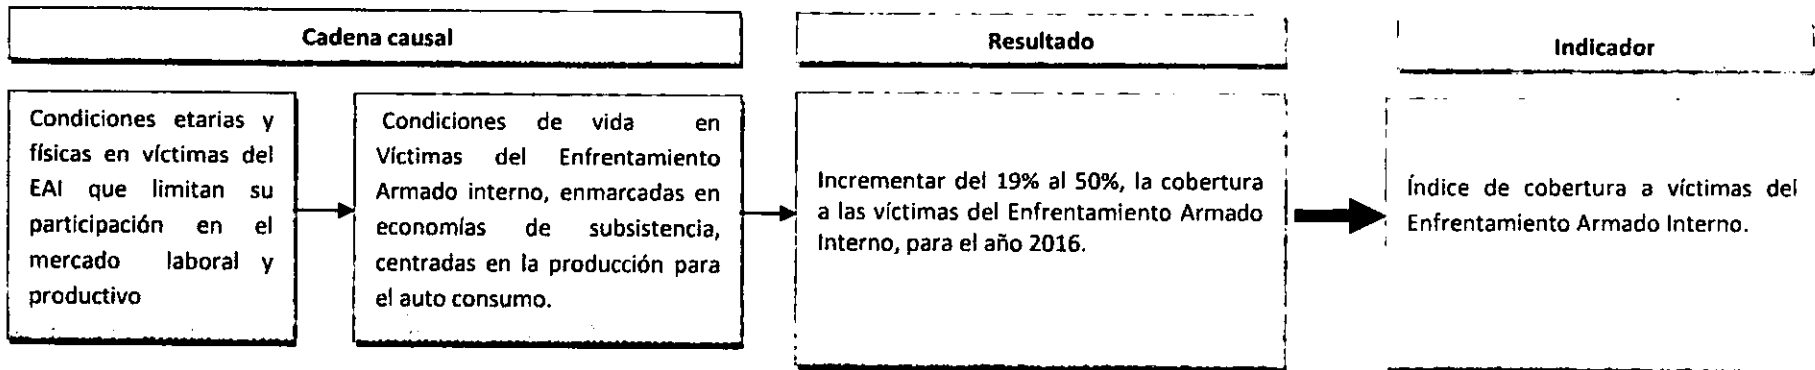 Cadena causal
Resultado
Indicador
Condiciones etarias y
físicas en víctimas del
EAI que limitan su
participación en el
mercado laboral y
productivo
Condiciones de vida en
Víctimas del Enfrentamiento
Armado interno, enmarcadas en
economías de subsistencia,
centradas en la producción para
el auto consumo.
Incrementar del 19% al 50%, la cobertura
a las víctimas del Enfrentamiento Armado
Interno, para el año 2016.
Índice de cobertura a víctimas del
Enfrentamiento Armado Interno.